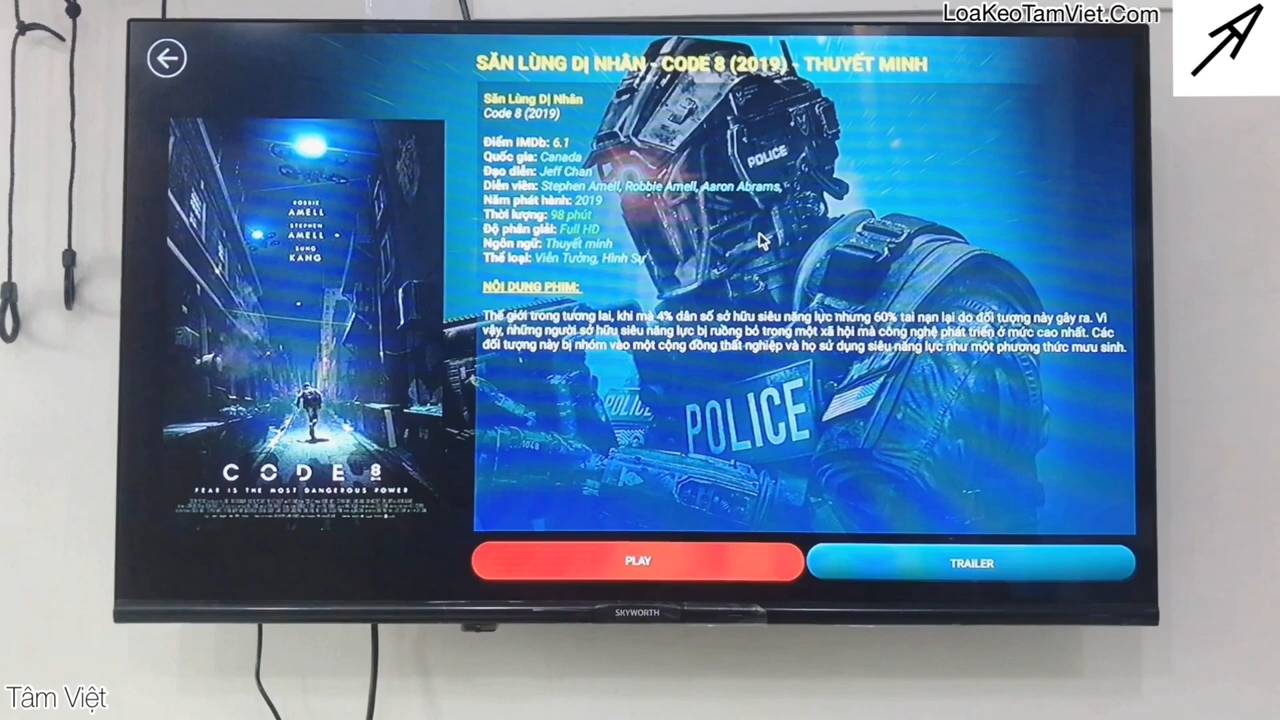 LoaKeoTamViet.Com
SĂN LÙNG DỊ NHÂN - CODE 8 (2019) - THUYẾT MINH
Săn Lùng Dị Nhân
Code 8 (2019)
Điểm IMDb: 6.1
Quốc gia: Canada
Đạo diễn: Jeff Chan
Diễn viên: Stephen Amell, Robbie Amell, Aaron Abrams,
Năm phát hành: 2019
Thời lượng: 98 phút
Độ phân giải: Full HD
Ngôn ngữ: Thuyết minh
Thể loại: Viễn Tưởng, Hình Sự
NỘI DUNG PHIM:
Thế giới trong tương lai, khi mà 4% dân số sở hữu siêu năng lực nhưng 60% tai nạn lại do đối tượng này gây ra. Vì
vậy, những người sở hữu siêu năng lực bị ruồng bỏ trong một xã hội mà công nghệ phát triển ở mức cao nhất. Các
đối tượng này bị nhóm vào một cộng đồng thất nghiệp và họ sử dụng siêu năng lực như một phương thức mưu sinh.
POLICE
POLICE
POLICE
ROBBIE
AMELL
STEPHEN
AMELL
SUNG
KANG
CODE 8
FEAR IS THE MOST DANGEROUS POWER
PLAY
TRAILER
SKYWORTH
Tâm Việt